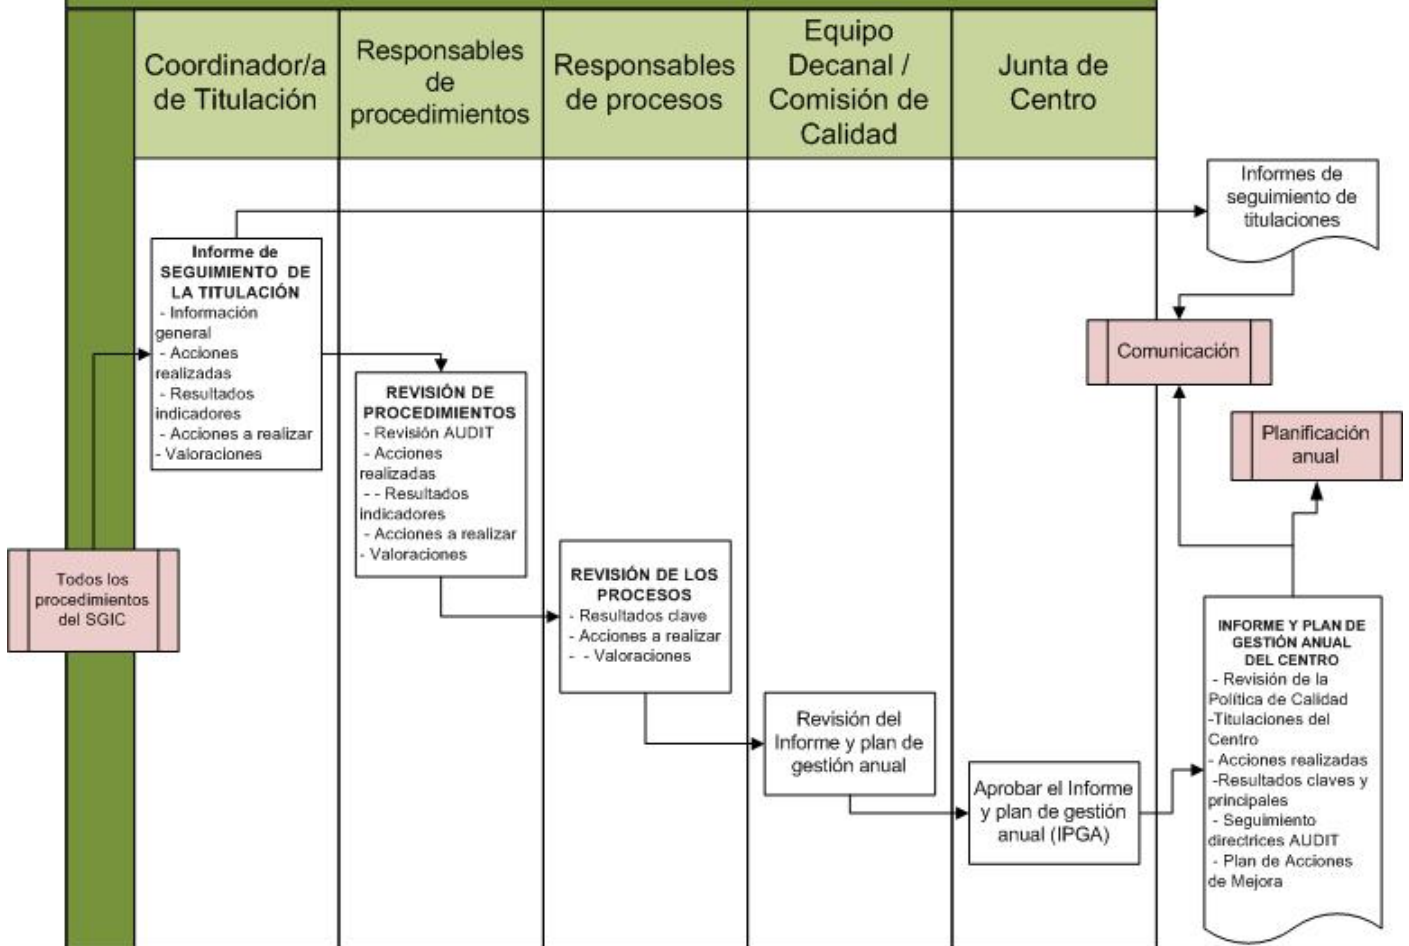 Coordinador/a
de Titulación
Responsables
de
procedimientos
Responsables
de procesos
Equipo
Decanal /
Comisión de
Calidad
Junta de
Centro
Informes de
seguimiento de
titulaciones
Informe de
SEGUIMIENTO DE
LA TITULACIÓN
- Información
general
- Acciones
realizadas
- Resultados
indicadores
- Acciones a realizar
- Valoraciones
Comunicación
REVISIÓN DE
PROCEDIMIENTOS
- Revisión AUDIT
- Acciones
realizadas
- - Resultados
indicadores
- Acciones a realizar
- Valoraciones
Planificación
anual
Todos los
procedimientos
del SGIC
REVISIÓN DE LOS
PROCESOS
- Resultados clave
- Acciones a realizar
- - Valoraciones
Revisión del
Informe y plan de
gestión anual
Aprobar el Informe
y plan de gestión
anual (IPGA)
INFORME Y PLAN DE
GESTIÓN ANUAL
DEL CENTRO
- Revisión de la
Política de Calidad
-Titulaciones del
Centro
- Acciones realizadas
-Resultados claves y
principales
- Seguimiento
directrices AUDIT
- Plan de Acciones
de Mejora